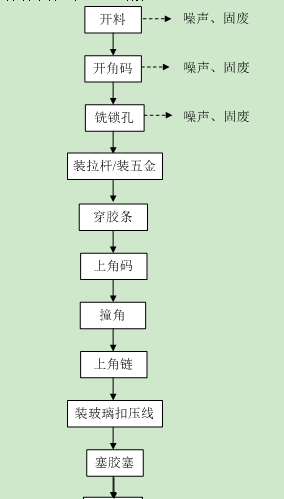 开料 噪声、固废
开角码 噪声、固废
铣锁孔 噪声、固废
装拉杆/装五金
穿胶条
上角码
撞角
上角链
装玻璃扣压线
塞胶塞